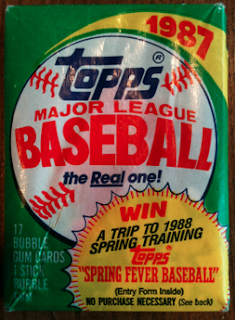 1987
Topps®
MAJOR LEAGUE
BASEBALL
the Real one!
WIN
A TRIP TO 1988
SPRING TRAINING
Topps
"SPRING FEVER BASEBALL"
(Entry Form Inside)
NO PURCHASE NECESSARY (See back)
17
BUBBLE
GUM CARDS
1 STICK
BUBBLE
GUM